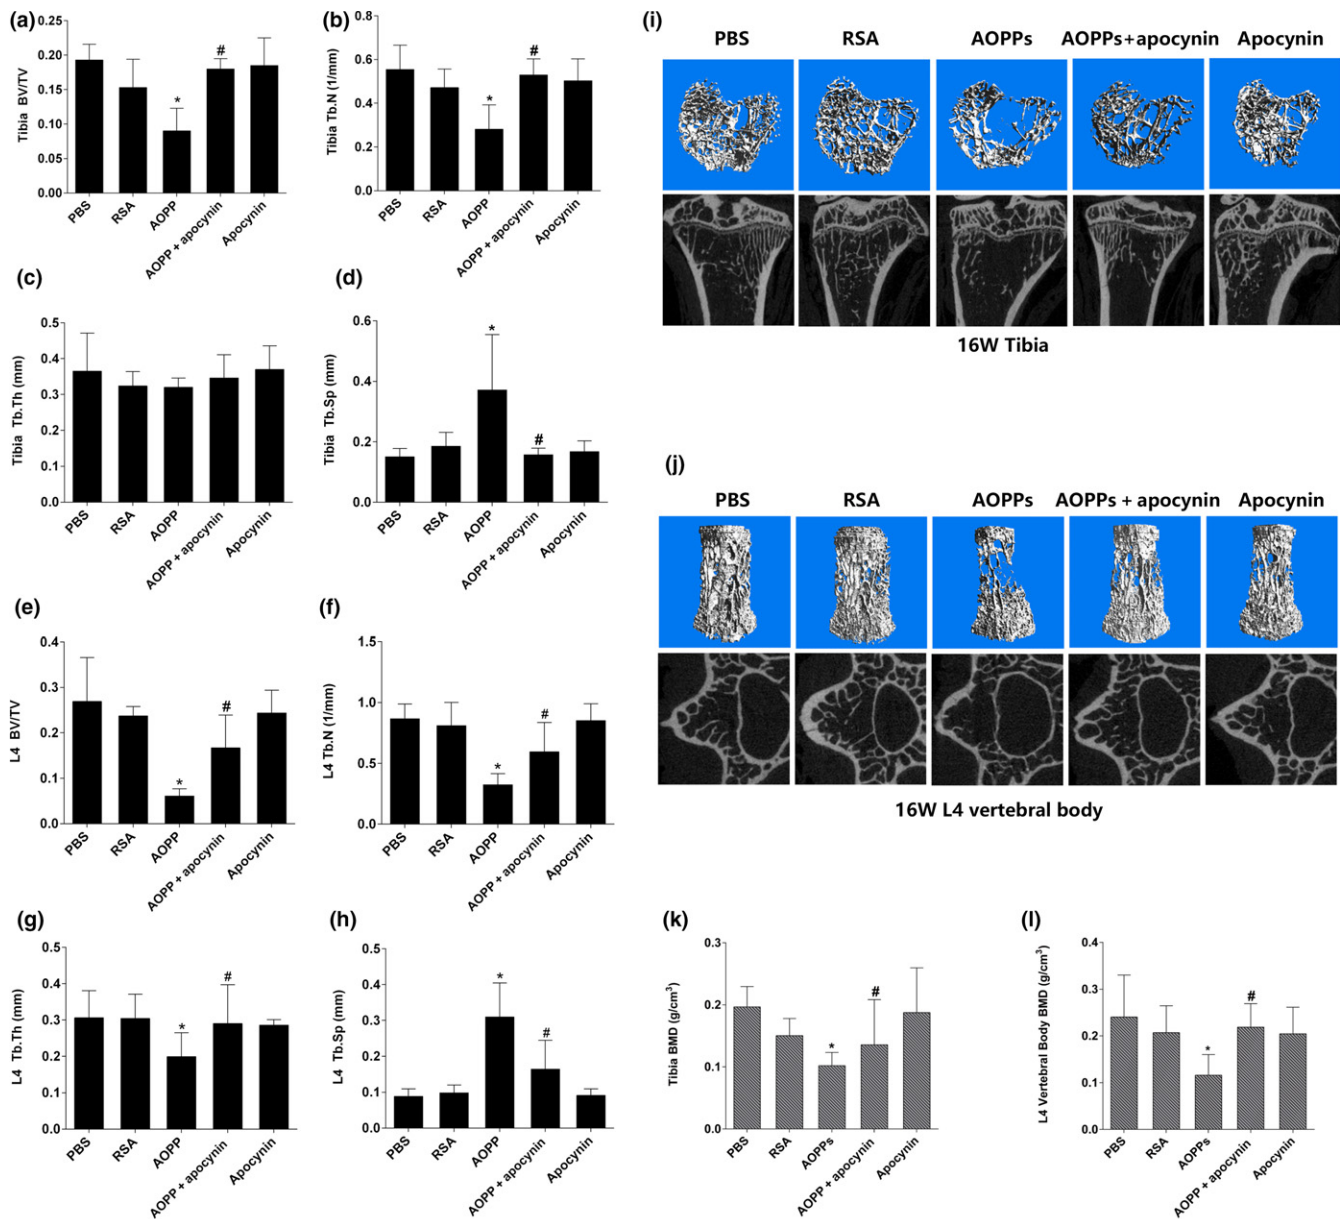 (a)
Tibia BV/TV
0.25
0.20
0.15
0.10
0.05
0.00
*
#
PBS
RSA
AOPP
AOPP + apocynin
Apocynin
(b)
Tibia Tb.N (1/mm)
0.8
0.6
0.4
0.2
0.0
*
#
PBS
RSA
AOPP
AOPP + apocynin
Apocynin
(c)
Tibia Tb.Th (mm)
0.5
0.4
0.3
0.2
0.1
0.0
PBS
RSA
AOPP
AOPP + apocynin
Apocynin
(d)
Tibia Tb.Sp (mm)
0.6
0.4
0.2
0.0
*
#
PBS
RSA
AOPP
AOPP + apocynin
Apocynin
(e)
L4 BV/TV
0.4
0.3
0.2
0.1
0.0
*
#
PBS
RSA
AOPP
AOPP + apocynin
Apocynin
(f)
L4 Tb.N (1/mm)
1.5
1.0
0.5
0.0
*
#
PBS
RSA
AOPP
AOPP + apocynin
Apocynin
(g)
L4 Tb.Th (mm)
0.5
0.4
0.3
0.2
0.1
0.0
*
#
PBS
RSA
AOPP
AOPP + apocynin
Apocynin
(h)
L4 Tb.Sp (mm)
0.5
0.4
0.3
0.2
0.1
0.0
*
#
PBS
RSA
AOPP
AOPP + apocynin
Apocynin
(i)
PBS RSA AOPPs AOPPs+apocynin Apocynin
16W Tibia
(j)
PBS RSA AOPPs AOPPs + apocynin Apocynin
16W L4 vertebral body
(k)
Tibia BMD (g/cm³)
0.3
0.2
0.1
0.0
*
#
PBS
RSA
AOPPs
AOPP + apocynin
Apocynin
(l)
L4 Vertebral Body BMD (g/cm³)
0.4
0.3
0.2
0.1
0.0
*
#
PBS
RSA
AOPPs
AOPP + apocynin
Apocynin